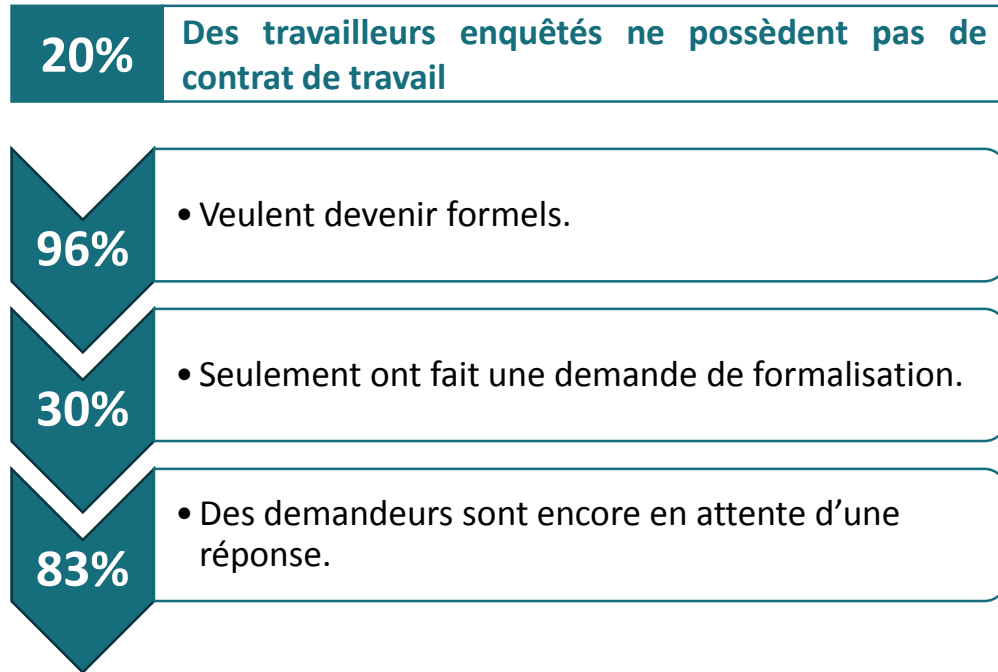 20%
Des travailleurs enquêtés ne possèdent pas de
contrat de travail
96%
• Veulent devenir formels.
30%
• Seulement ont fait une demande de formalisation.
83%
• Des demandeurs sont encore en attente d’une
réponse.